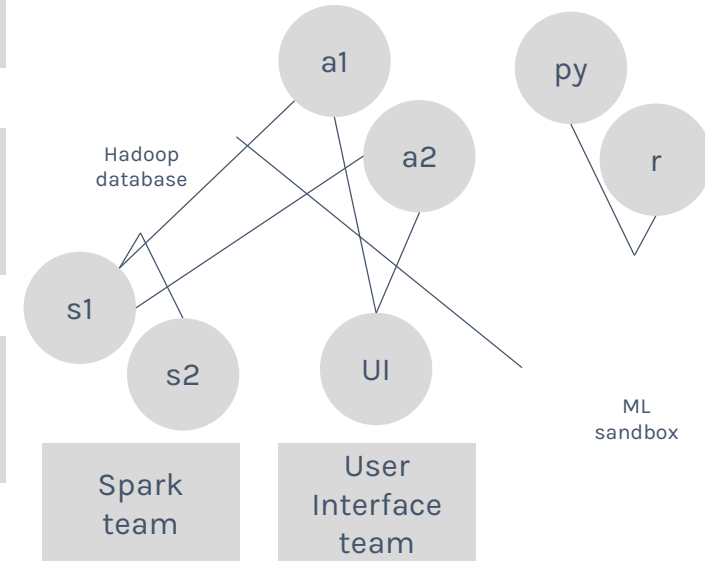 a1
py
a2
r
Hadoop
database
s1
s2
UI
ML
sandbox
Spark
team
User
Interface
team